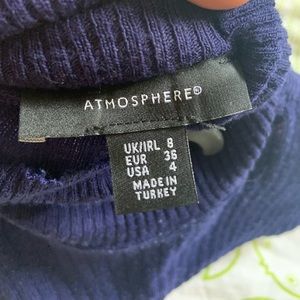 ATMOSPHERE®
UK/IRL 8
EUR 36
USA 4
MADE IN
TURKEY